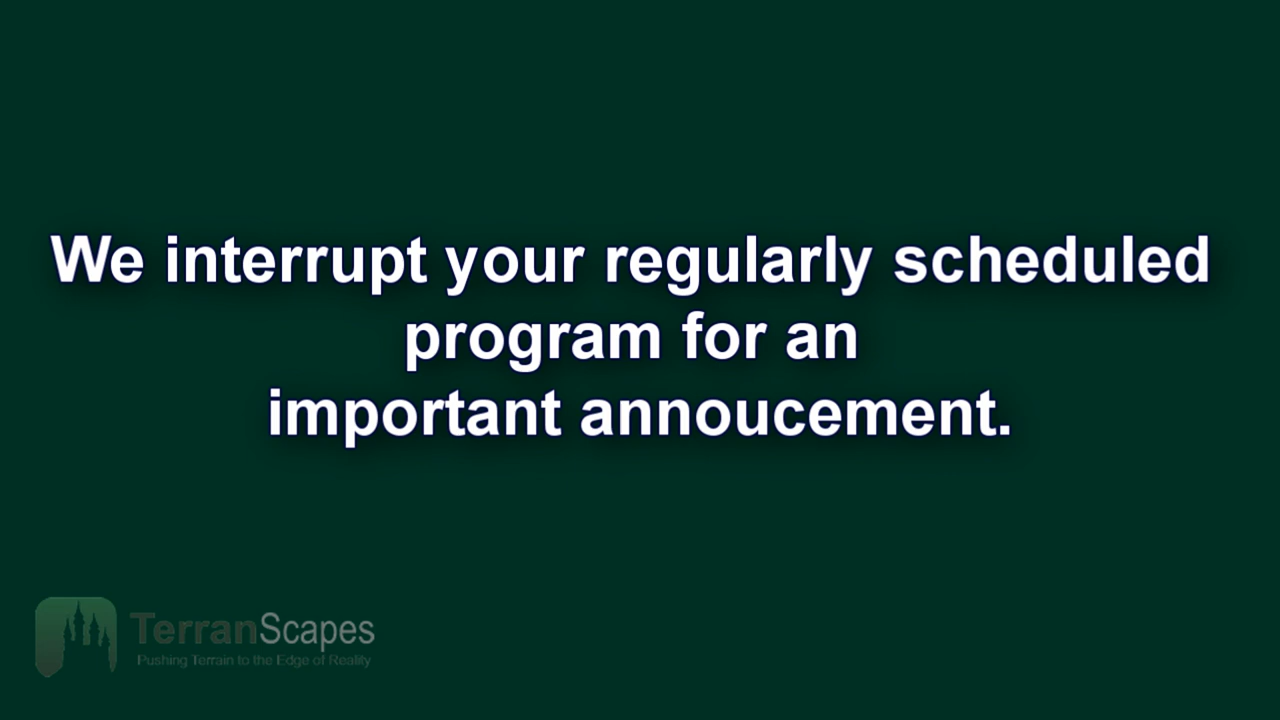 We interrupt your regularly scheduled
program for an
important annoucement.
TerranScapes
Pushing Terrain to the Edge of Reality